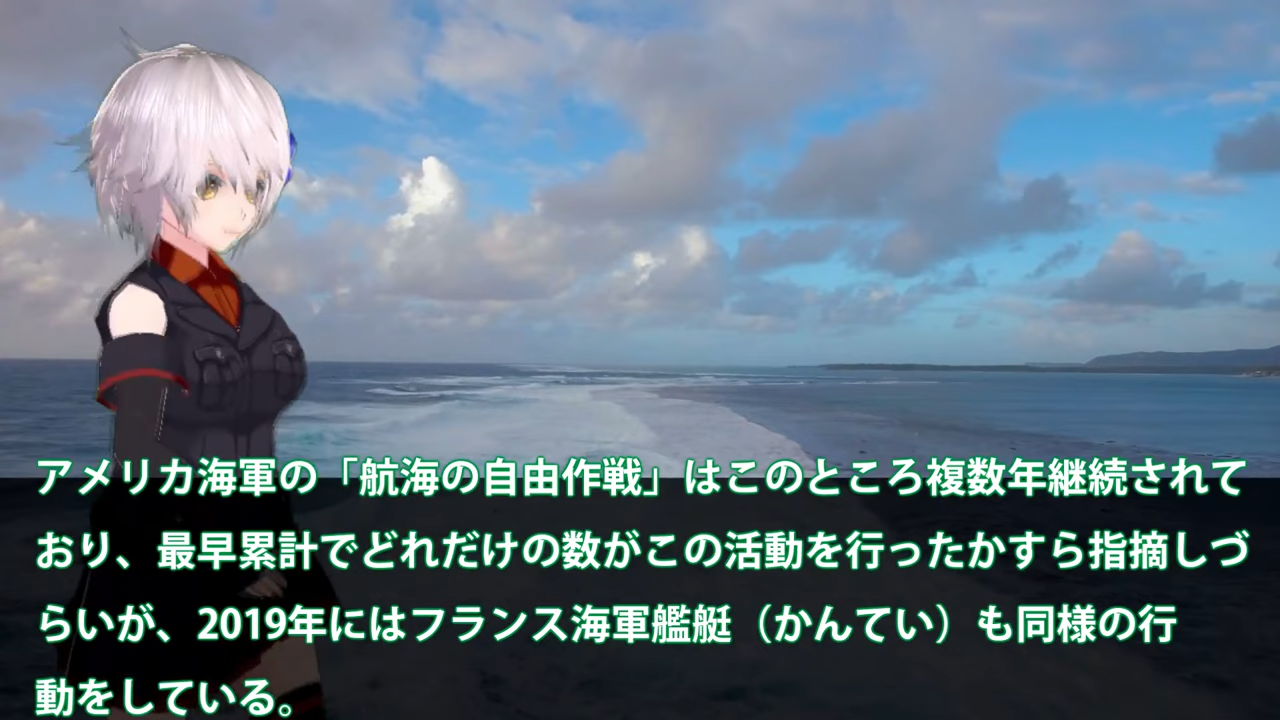 アメリカ海軍の「航海の自由作戦」はこのところ複数年継続されて
おり、最早累計でどれだけの数がこの活動を行ったかすら指摘しづ
らいが、2019年にはフランス海軍艦艇（かんてい）も同様の行
動をしている。